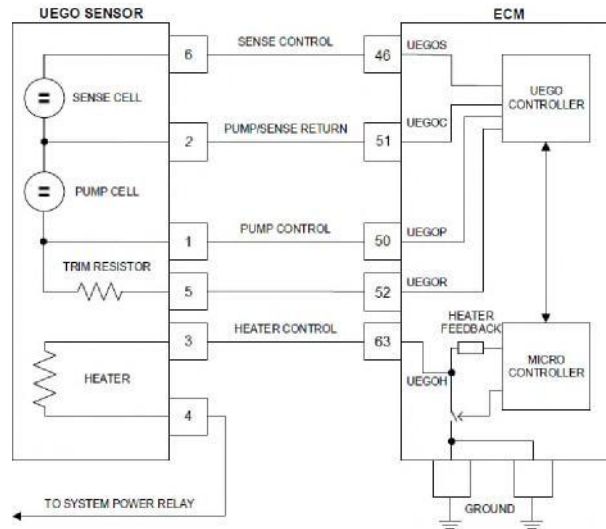 UEGO SENSOR
ECM
6
SENSE CONTROL
46
UEGOS
SENSE CELL
UEGO
CONTROLLER
2
PUMP/SENSE RETURN
51
UEGOC
PUMP CELL
1
PUMP CONTROL
50
UEGOP
TRIM RESISTOR
5
52
UEGOR
3
HEATER CONTROL
63
HEATER
FEEDBACK
MICRO
CONTROLLER
UEGOH
HEATER
4
TO SYSTEM POWER RELAY
GROUND